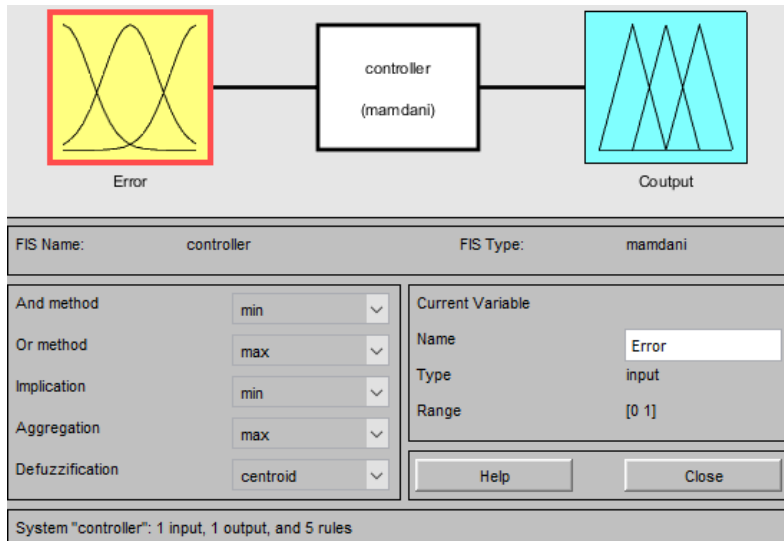 controller
(mamdani)
Error
Coutput
FIS Name: controller FIS Type: mamdani
And method min
Or method max
Implication min
Aggregation max
Defuzzification centroid
Current Variable
Name Error
Type input
Range [0 1]
Help Close
System "controller": 1 input, 1 output, and 5 rules